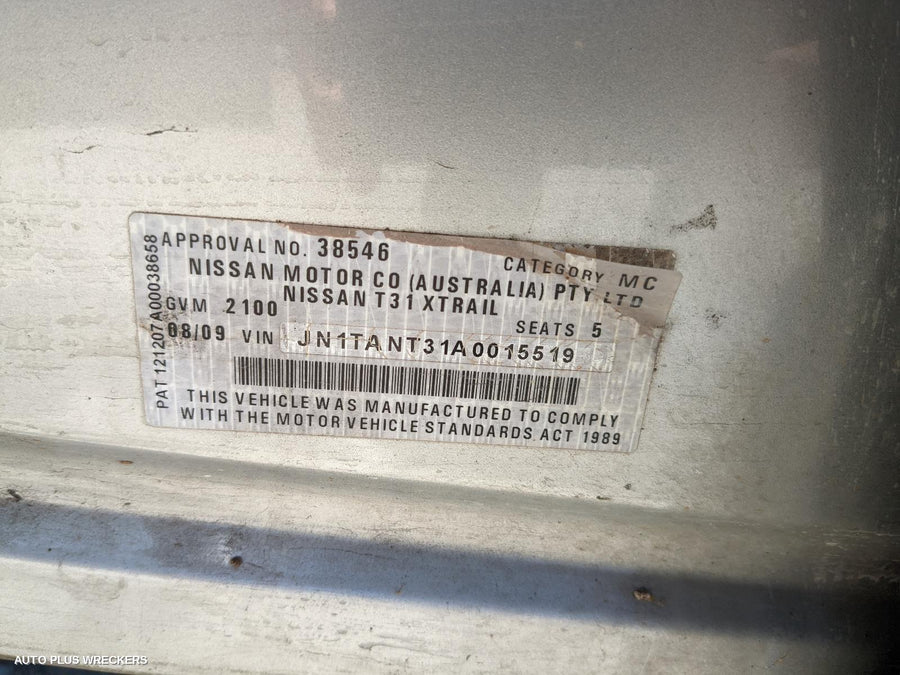 APPROVAL NO. 38546
CATEGORY MC
NISSAN MOTOR CO (AUSTRALIA) PTY LTD
NISSAN T31 XTRAIL
GVM 2100
SEATS 5
08/09 VIN JN1TANT31A0015519
THIS VEHICLE WAS MANUFACTURED TO COMPLY
WITH THE MOTOR VEHICLE STANDARDS ACT 1989
PAT 121207A00038658
AUTO PLUS WRECKERS